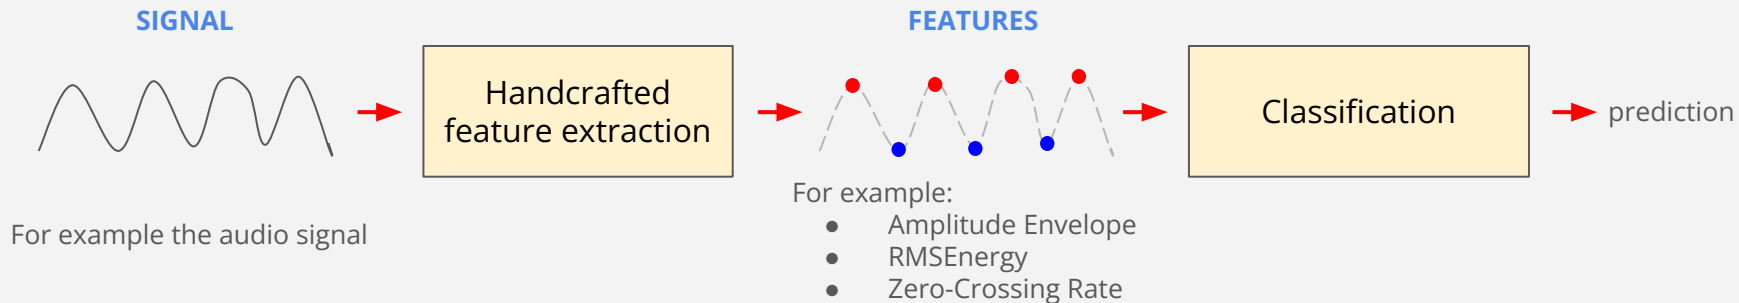 SIGNAL
For example the audio signal
Handcrafted
feature extraction
FEATURES
For example:
● Amplitude Envelope
● RMSEnergy
● Zero-Crossing Rate
Classification
prediction